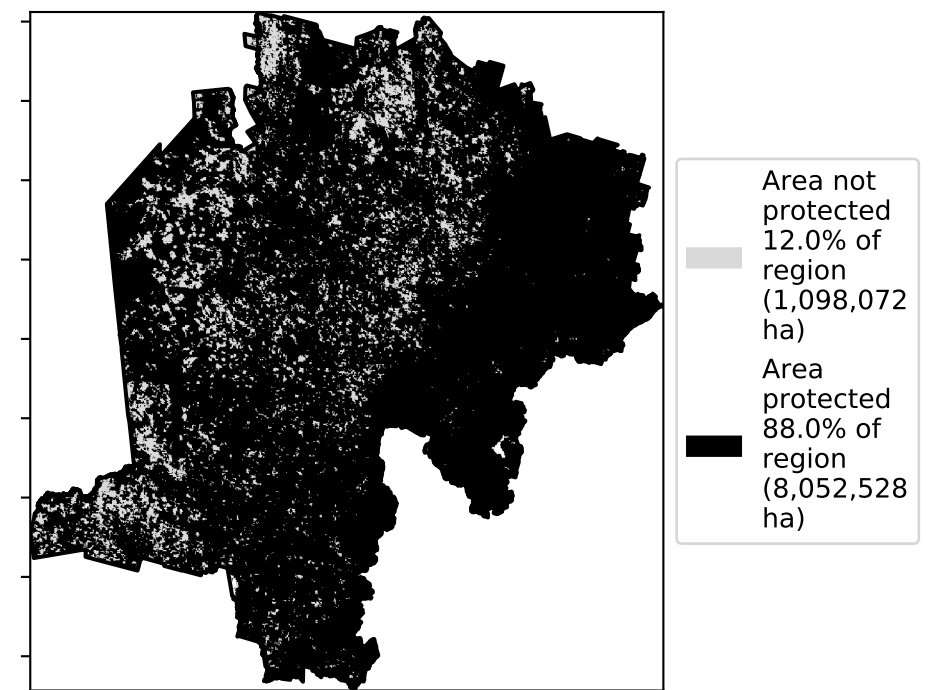 Area not
protected
12.0% of
region
(1,098,072
ha)
Area
protected
88.0% of
region
(8,052,528
ha)